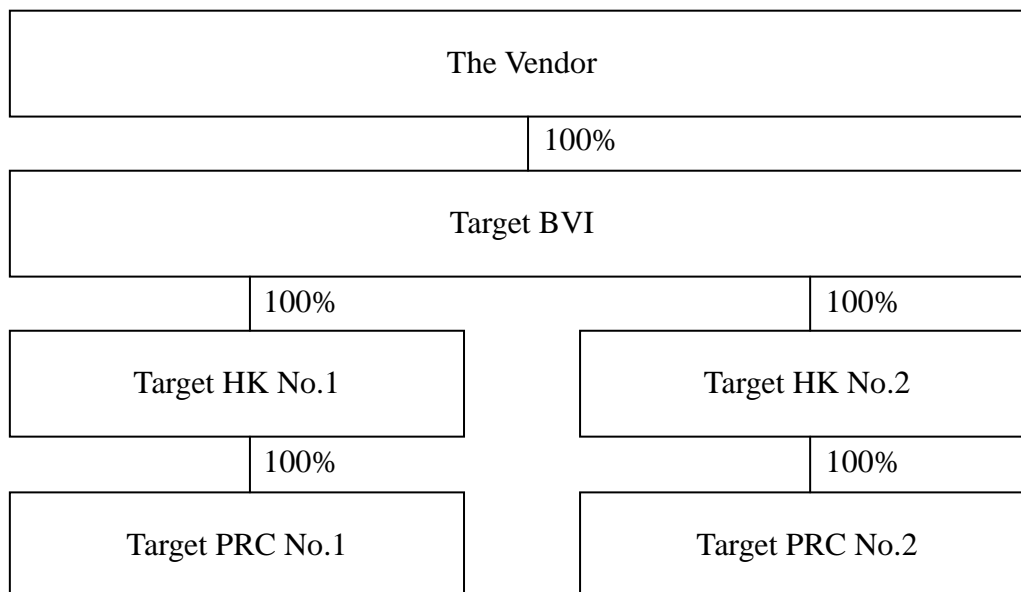 The Vendor
100%
Target BVI
100%
100%
Target HK No.1
Target HK No.2
100%
100%
Target PRC No.1
Target PRC No.2